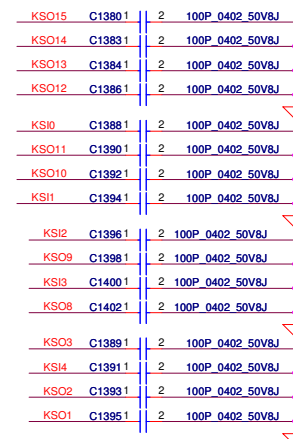 KSO15 C1380 1 2 100P_0402_50V8J
KSO14 C1383 1 2 100P_0402_50V8J
KSO13 C1384 1 2 100P_0402_50V8J
KSO12 C1386 1 2 100P_0402_50V8J
KSI0 C1388 1 2 100P_0402_50V8J
KSO11 C1390 1 2 100P_0402_50V8J
KSO10 C1392 1 2 100P_0402_50V8J
KSI1 C1394 1 2 100P_0402_50V8J
KSI2 C1396 1 2 100P_0402_50V8J
KSO9 C1398 1 2 100P_0402_50V8J
KSI3 C1400 1 2 100P_0402_50V8J
KSO8 C1402 1 2 100P_0402_50V8J
KSO3 C1389 1 2 100P_0402_50V8J
KSI4 C1391 1 2 100P_0402_50V8J
KSO2 C1393 1 2 100P_0402_50V8J
KSO1 C1395 1 2 100P_0402_50V8J